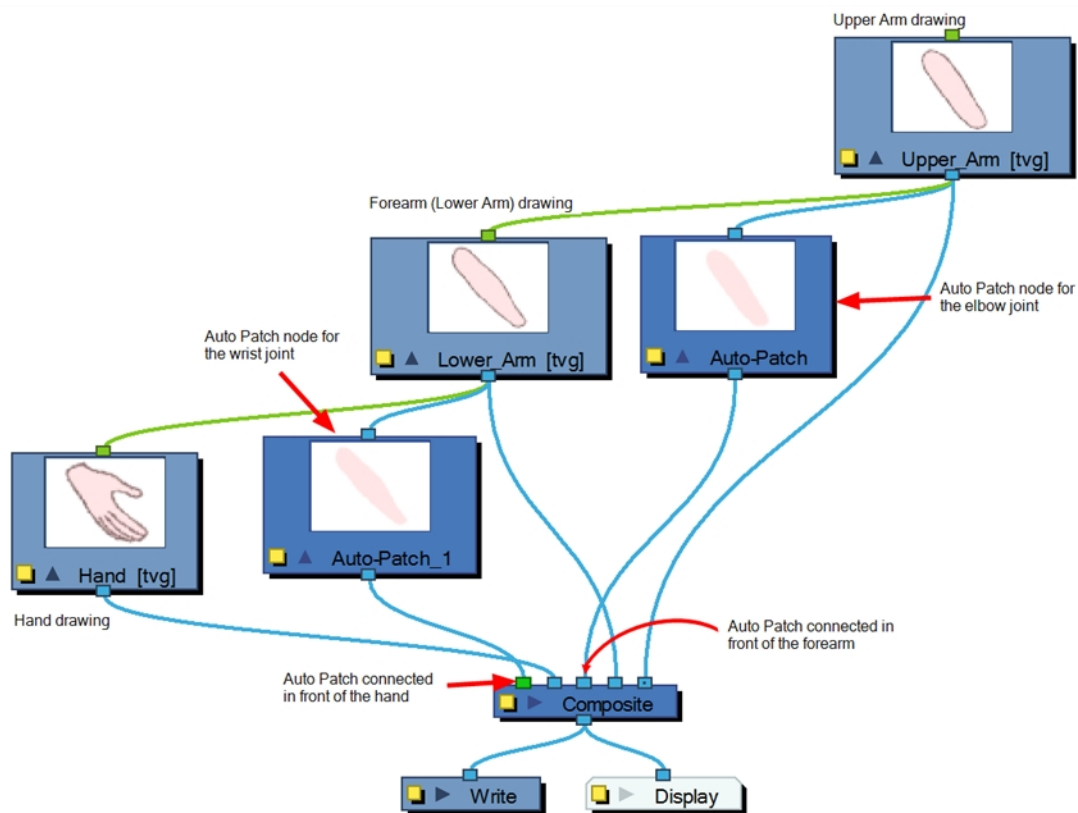 Upper Arm drawing
Upper_Arm [tvg]
Forearm (Lower Arm) drawing
Lower_Arm [tvg]
Auto-Patch
Auto Patch node for
the elbow joint
Auto Patch node for
the wrist joint
Hand [tvg]
Auto-Patch_1
Hand drawing
Auto Patch connected in
front of the forearm
Auto Patch connected
in front of the hand
Composite
Write
Display